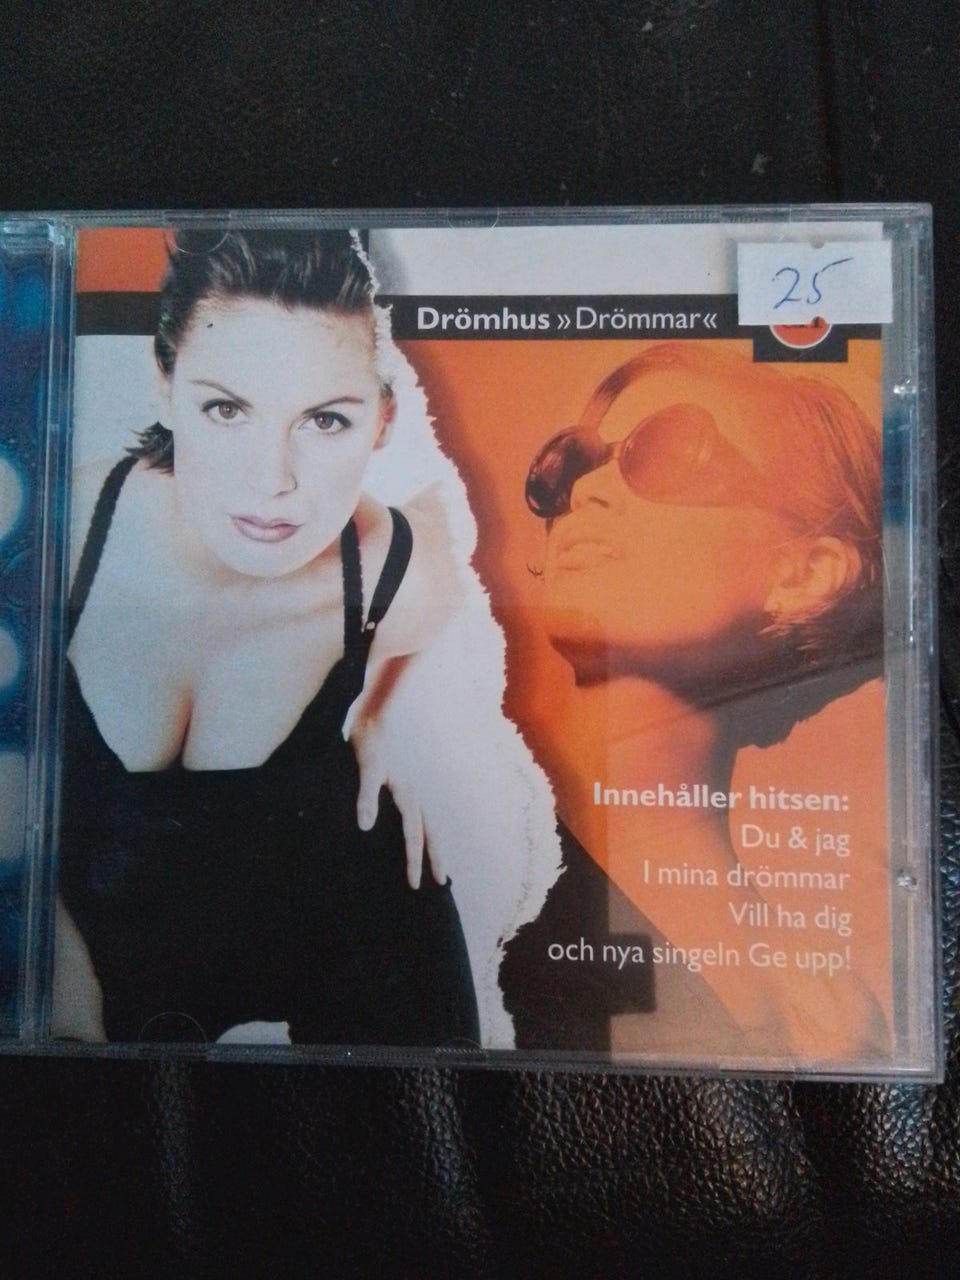 25
Drömhus »Drömmar«
Innehåller hitsen:
Du & jag
I mina drömmar
Vill ha dig
och nya singeln Ge upp!